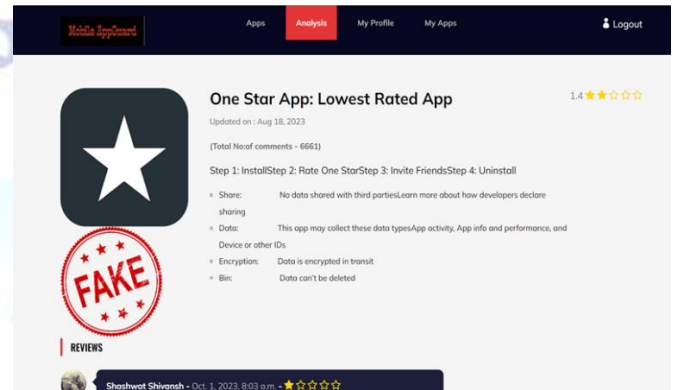 Mobile AppGuard
Apps
Analysis
My Profile
My Apps
Logout
One Star App: Lowest Rated App
1.4
Updated on : Aug 18, 2023
(Total No:of comments - 6661)
Step 1: InstallStep 2: Rate One StarStep 3: Invite FriendsStep 4: Uninstall
Share: No data shared with third partiesLearn more about how developers declare
sharing
Data: This app may collect these data typesApp activity, App info and performance, and
Device or other IDs
Encryption: Data is encrypted in transit
Bin: Data can't be deleted
FAKE
REVIEWS
Shashwat Shivansh - Oct. 1, 2023, 8:03 a.m. -